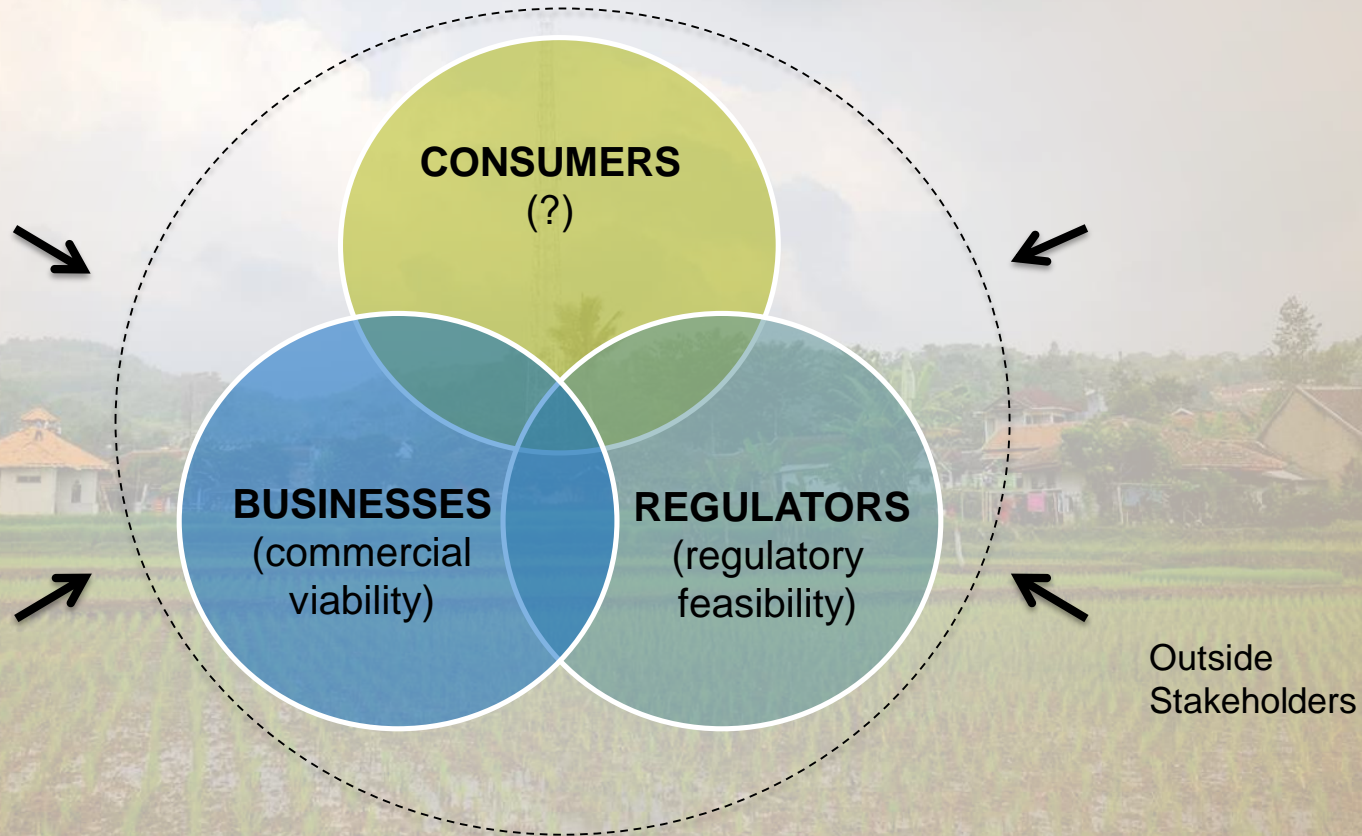 CONSUMERS
(?)
BUSINESSES
(commercial
viability)
REGULATORS
(regulatory
feasibility)
Outside
Stakeholders